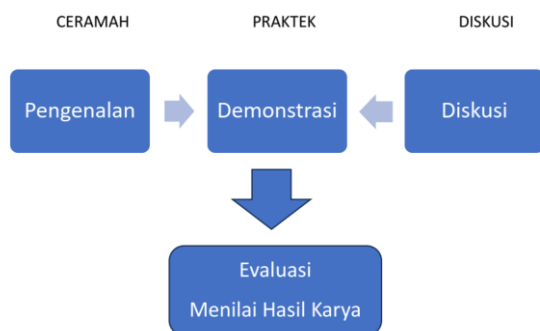 CERAMAH PRAKTEK DISKUSI
Pengenalan Demonstrasi Diskusi
Evaluasi
Menilai Hasil Karya